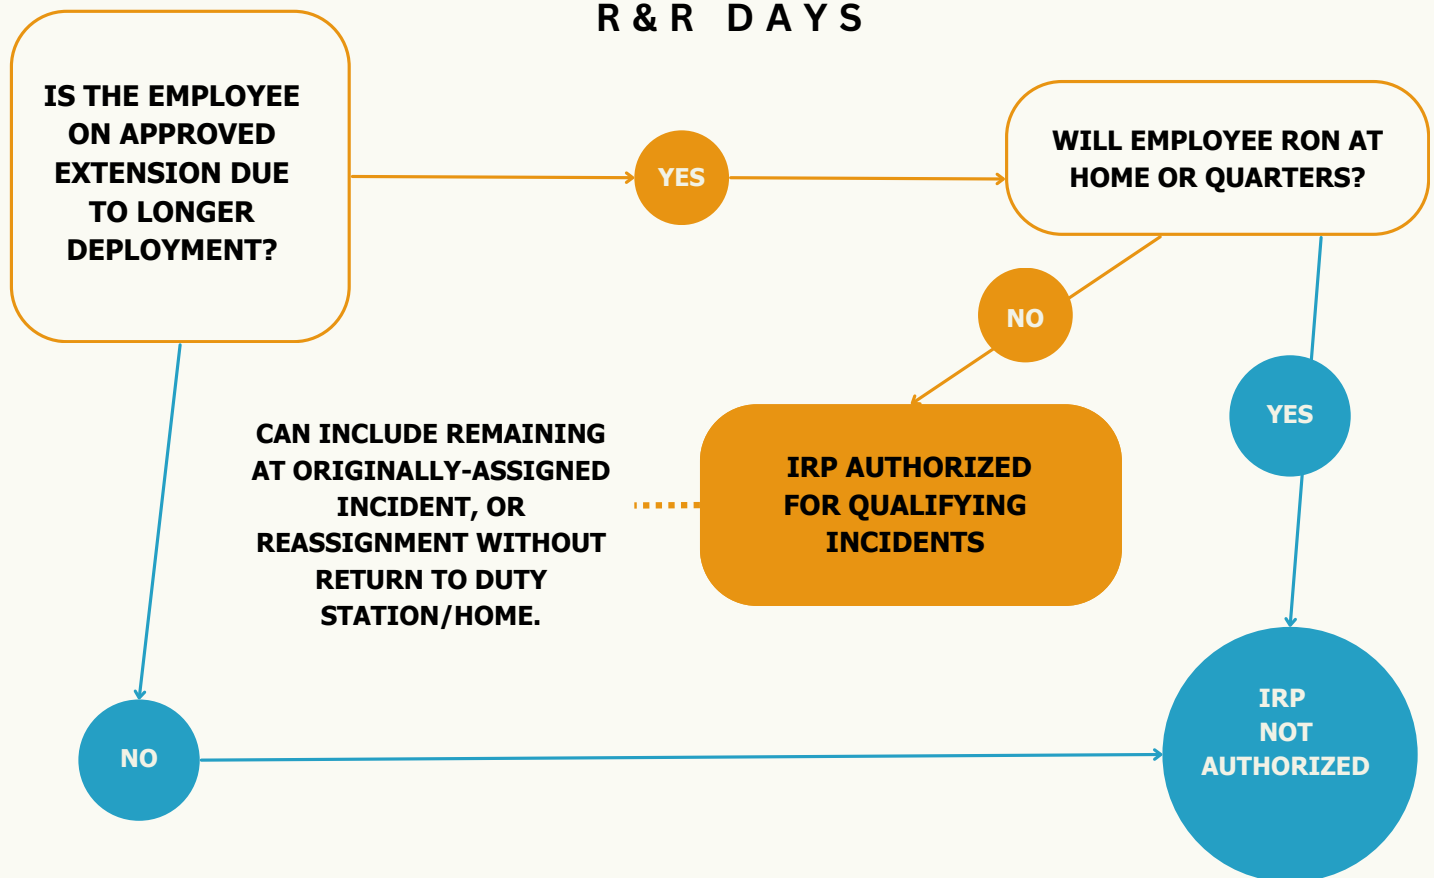 R&R DAYS
IS THE EMPLOYEE
ON APPROVED
EXTENSION DUE
TO LONGER
DEPLOYMENT?
YES
WILL EMPLOYEE RON AT
HOME OR QUARTERS?
NO
YES
CAN INCLUDE REMAINING
AT ORIGINALLY-ASSIGNED
INCIDENT, OR
REASSIGNMENT WITHOUT
RETURN TO DUTY
STATION/HOME.
IRP AUTHORIZED
FOR QUALIFYING
INCIDENTS
NO
IRP
NOT
AUTHORIZED